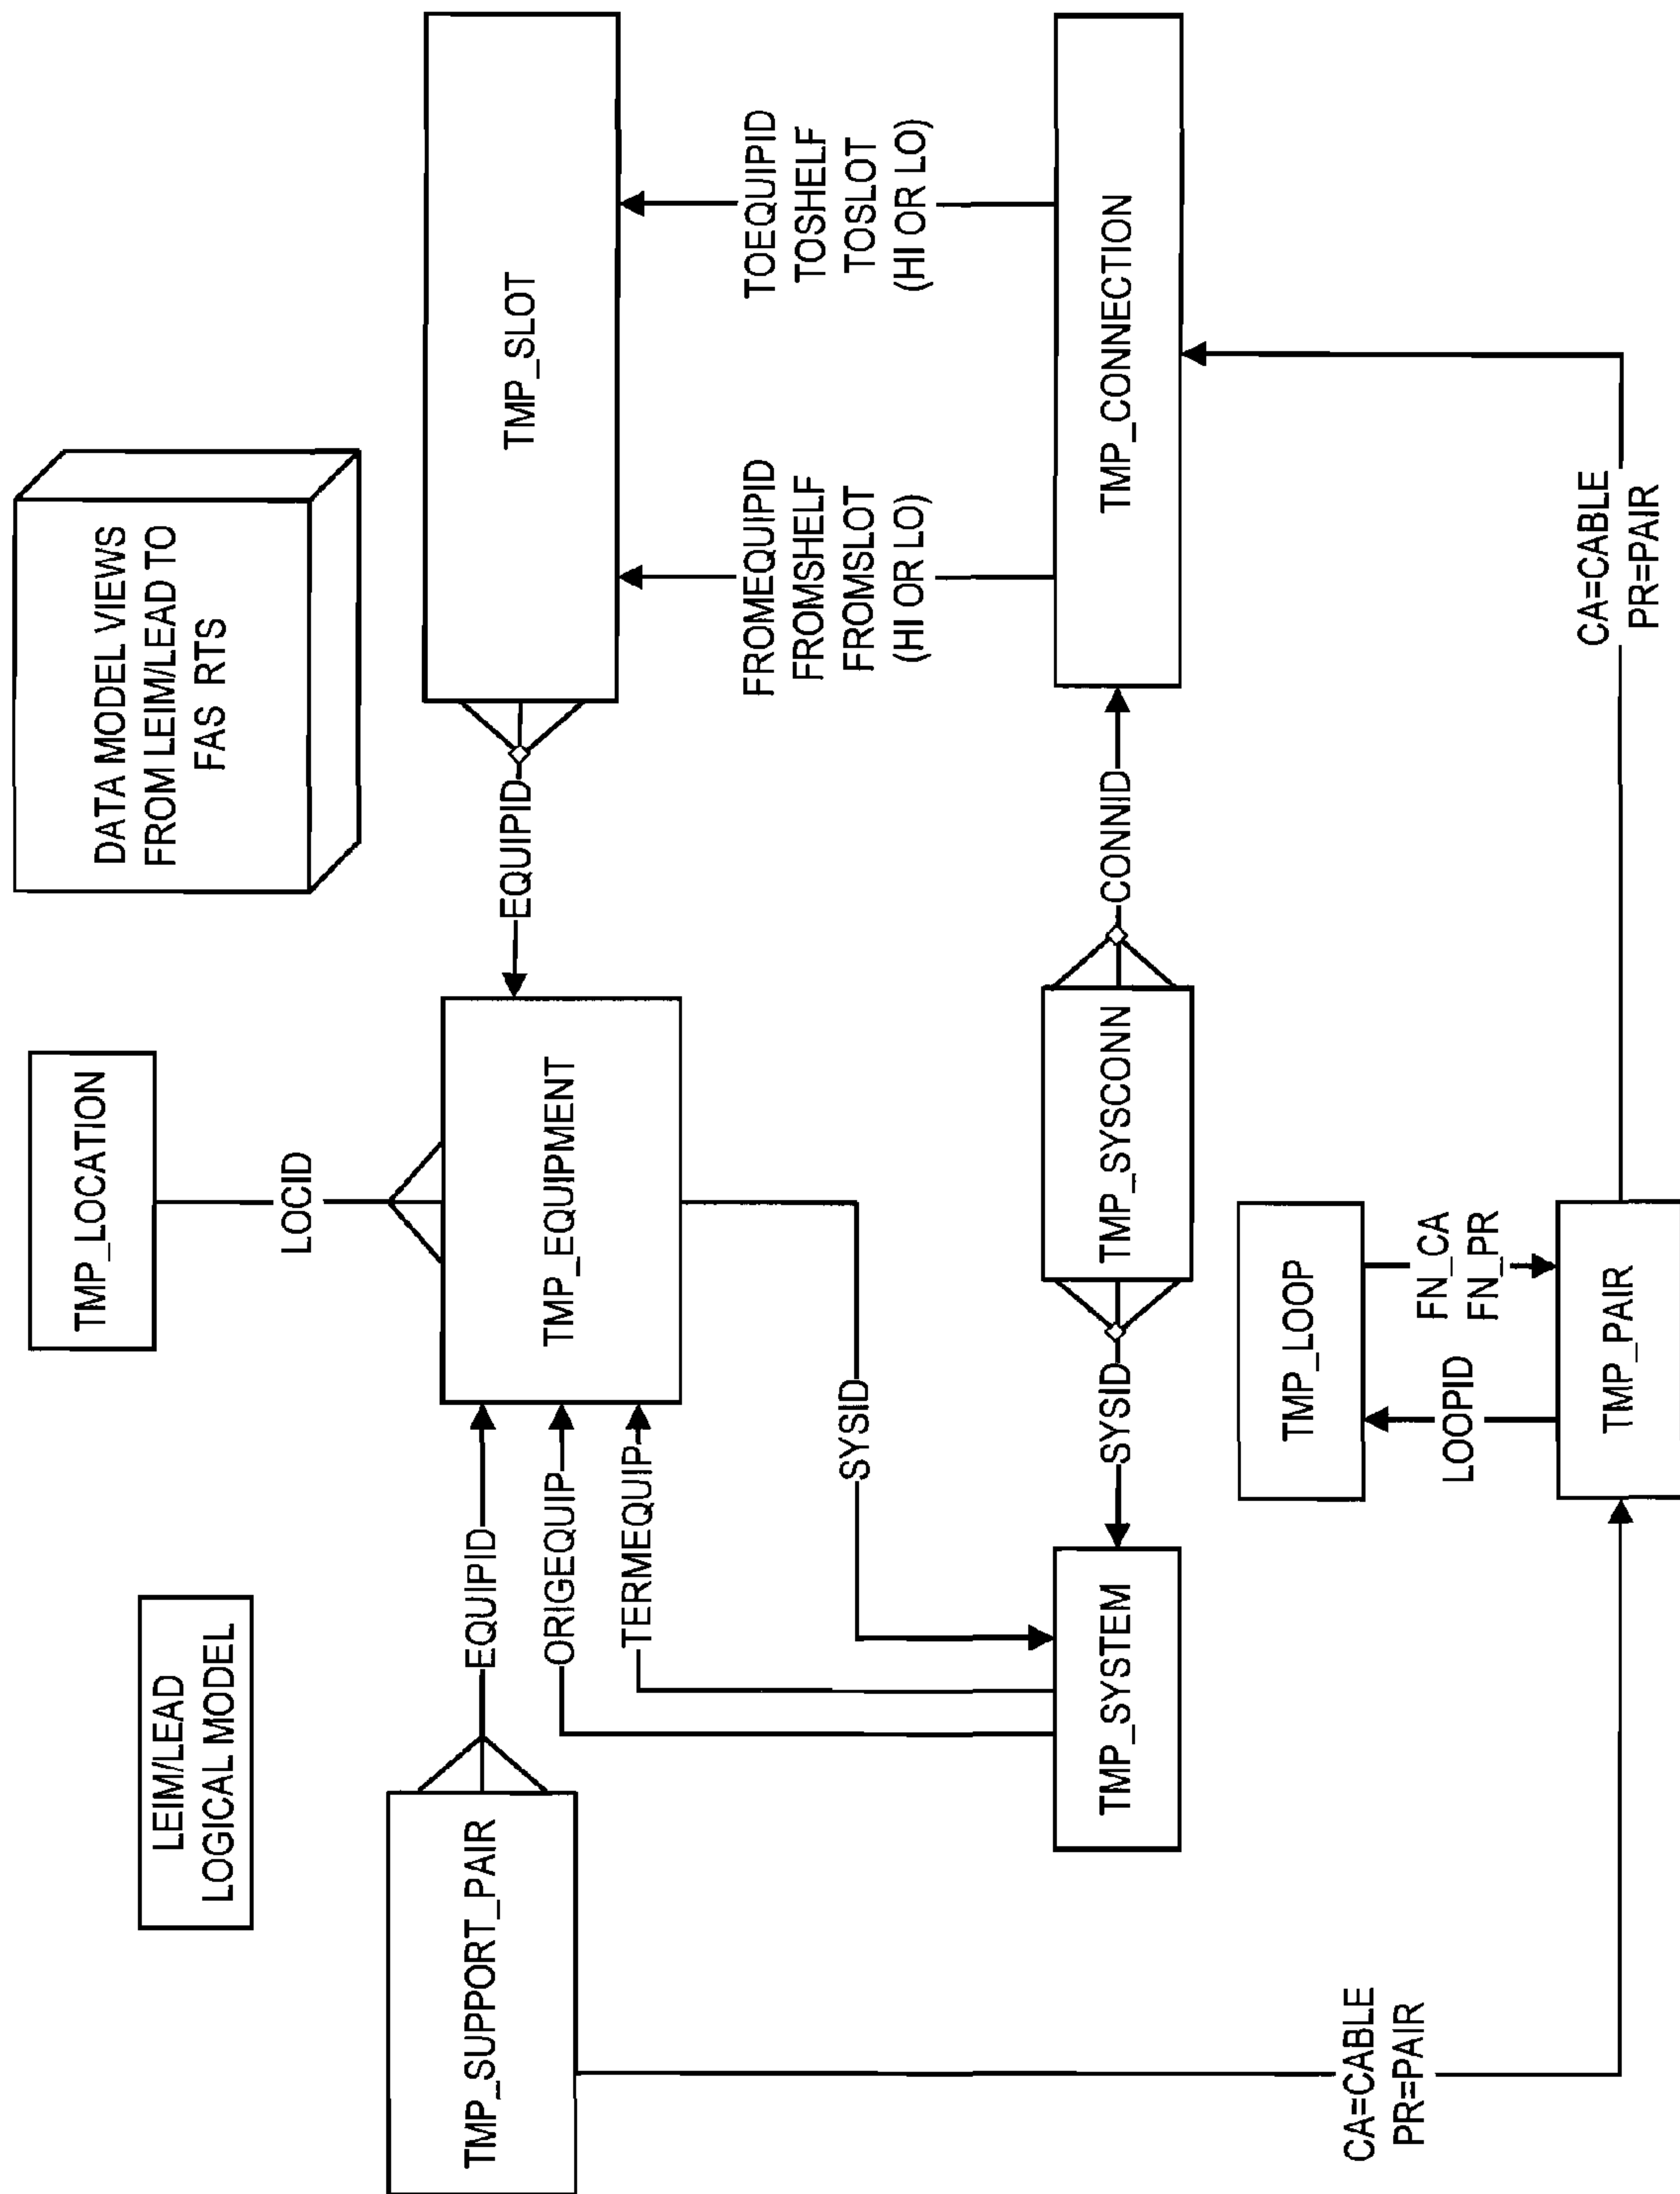 LEIM/LEAD
LOGICAL MODEL
TMP_LOCATION
DATA MODEL VIEWS
FROM LEIM/LEAD TO
FAS RTS
LOCID
TMP_SUPPORT_PAIR
EQUIPID
ORIGEQUIP
TERMEQUIP
TMP_EQUIPMENT
EQUIPID
TMP_SLOT
SYSID
FROMEQUIPID
FROMSHELF
FROMSLOT
(HI OR LO)
TOEQUIPID
TOSHELF
TOSLOT
(HI OR LO)
TMP_SYSTEM
SYSID
TMP_SYSCONN
CONNID
TMP_CONNECTION
TMP_LOOP
LOOPID
FN_CA
FN_PR
CA=CABLE
PR=PAIR
TMP_PAIR
CA=CABLE
PR=PAIR